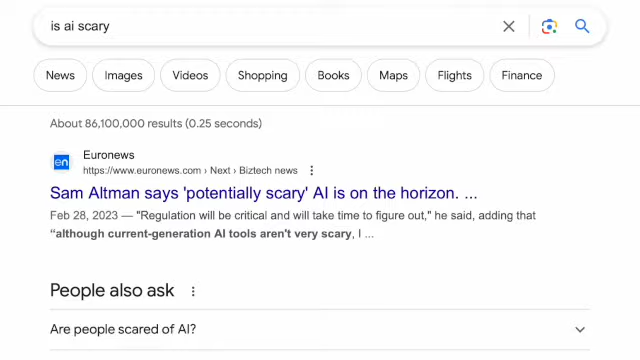 is ai scary
News Images Videos Shopping Books Maps Flights Finance
About 86,100,000 results (0.25 seconds)
en
Euronews
https://www.euronews.com › Next › Biztech news
Sam Altman says 'potentially scary' AI is on the horizon. ...
Feb 28, 2023 — "Regulation will be critical and will take time to figure out," he said, adding that
“although current-generation AI tools aren't very scary, I ...
People also ask
Are people scared of AI?